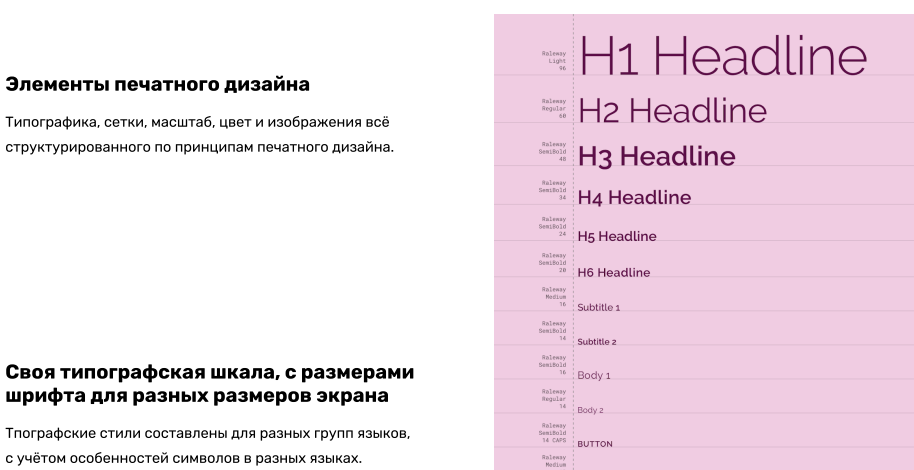 Элементы печатного дизайна
Типографика, сетки, масштаб, цвет и изображения всё
структурированного по принципам печатного дизайна.
Своя типографская шкала, с размерами
шрифта для разных размеров экрана
Тпографские стили составлены для разных групп языков,
с учётом особенностей символов в разных языках.
Raleway
Light
96
H1 Headline
Raleway
Regular
60
H2 Headline
Raleway
SemiBold
48
H3 Headline
Raleway
SemiBold
34
H4 Headline
Raleway
SemiBold
24
H5 Headline
Raleway
SemiBold
20
H6 Headline
Raleway
Medium
16
Subtitle 1
Raleway
SemiBold
14
Subtitle 2
Raleway
SemiBold
16
Body 1
Raleway
Regular
14
Body 2
Raleway
SemiBold
14 CAPS
BUTTON
Raleway
Medium